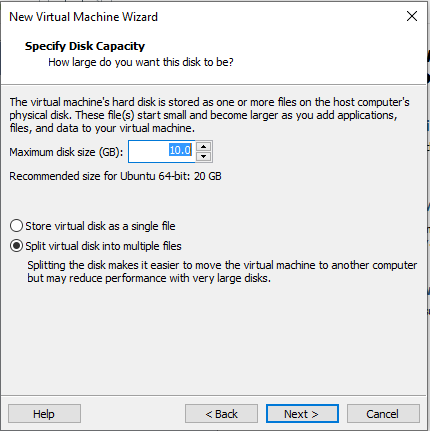 New Virtual Machine Wizard
Specify Disk Capacity
How large do you want this disk to be?
The virtual machine's hard disk is stored as one or more files on the host computer's
physical disk. These file(s) start small and become larger as you add applications,
files, and data to your virtual machine.
Maximum disk size (GB): 10.0
Recommended size for Ubuntu 64-bit: 20 GB
Store virtual disk as a single file
Split virtual disk into multiple files
Splitting the disk makes it easier to move the virtual machine to another computer
but may reduce performance with very large disks.
Help < Back Next > Cancel